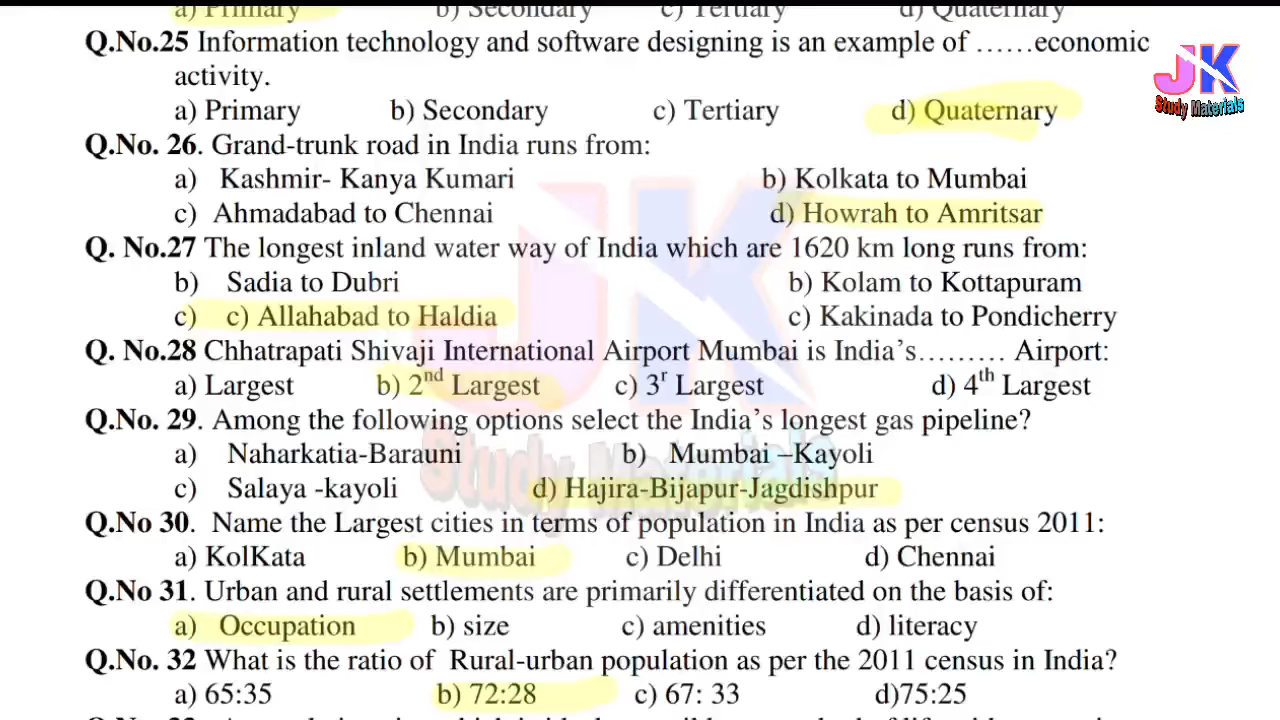 a) Primary b) Secondary c) Tertiary d) Quaternary
Q.No.25 Information technology and software designing is an example of ......economic
activity.
a) Primary b) Secondary c) Tertiary d) Quaternary
Q.No. 26. Grand-trunk road in India runs from:
a) Kashmir- Kanya Kumari b) Kolkata to Mumbai
c) Ahmadabad to Chennai d) Howrah to Amritsar
Q. No.27 The longest inland water way of India which are 1620 km long runs from:
b) Sadia to Dubri b) Kolam to Kottapuram
c) c) Allahabad to Haldia c) Kakinada to Pondicherry
Q. No.28 Chhatrapati Shivaji International Airport Mumbai is India's......... Airport:
a) Largest b) 2nd Largest c) 3r Largest d) 4th Largest
Q.No. 29. Among the following options select the India's longest gas pipeline?
a) Naharkatia-Barauni b) Mumbai –Kayoli
c) Salaya -kayoli d) Hajira-Bijapur-Jagdishpur
Q.No 30. Name the Largest cities in terms of population in India as per census 2011:
a) KolKata b) Mumbai c) Delhi d) Chennai
Q.No 31. Urban and rural settlements are primarily differentiated on the basis of:
a) Occupation b) size c) amenities d) literacy
Q.No. 32 What is the ratio of Rural-urban population as per the 2011 census in India?
a) 65:35 b) 72:28 c) 67: 33 d)75:25
JK
Study Materials
JK
Study Materials